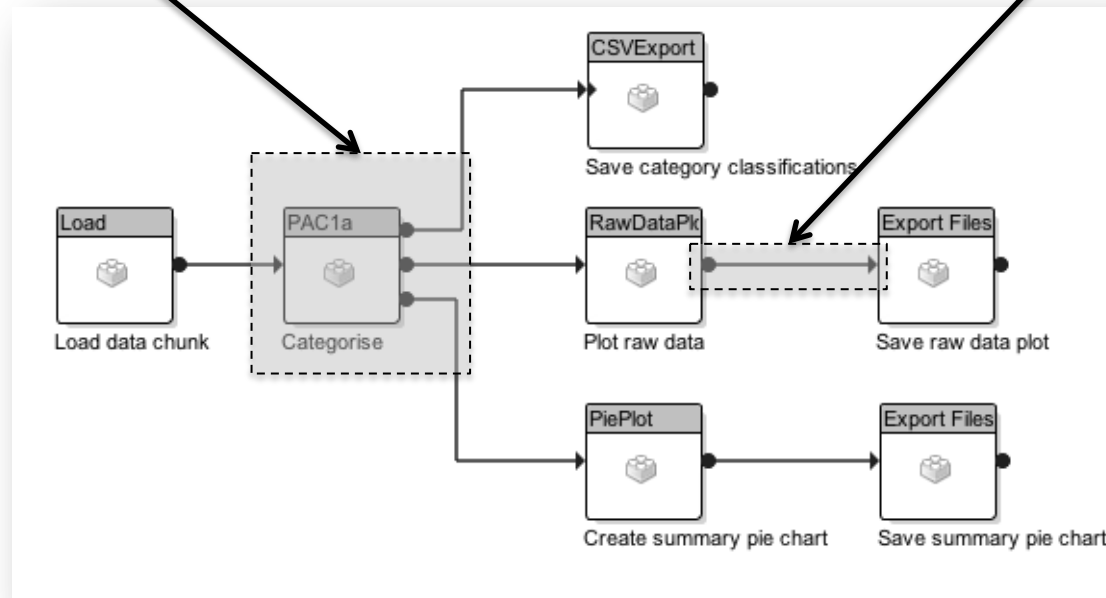 CSVExport
Save category classifications
Load
Load data chunk
PAC1a
Categorise
RawDataPlo
Plot raw data
Export Files
Save raw data plot
PiePlot
Create summary pie chart
Export Files
Save summary pie chart